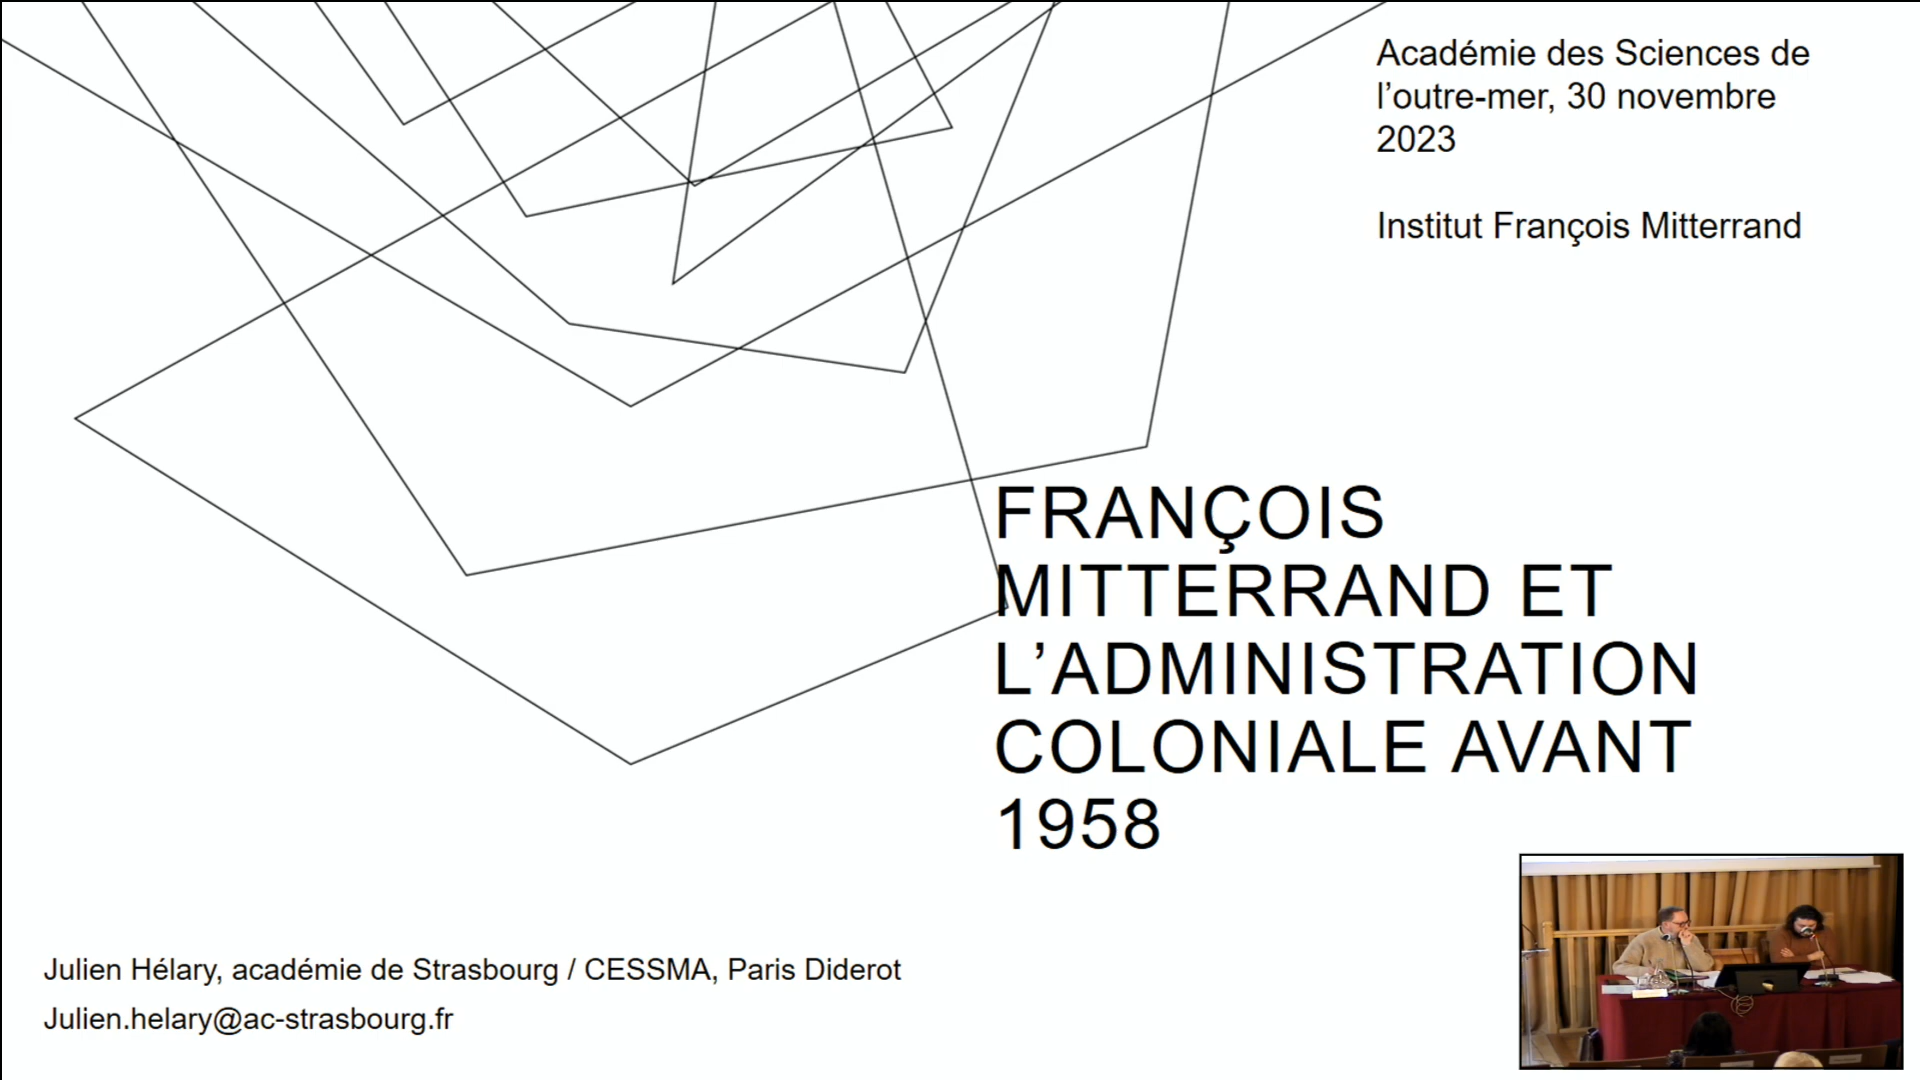 Académie des Sciences de
l’outre-mer, 30 novembre
2023
Institut François Mitterrand
FRANÇOIS
MITTERRAND ET
L’ADMINISTRATION
COLONIALE AVANT
1958
Julien Hélary, académie de Strasbourg / CESSMA, Paris Diderot
Julien.helary@ac-strasbourg.fr